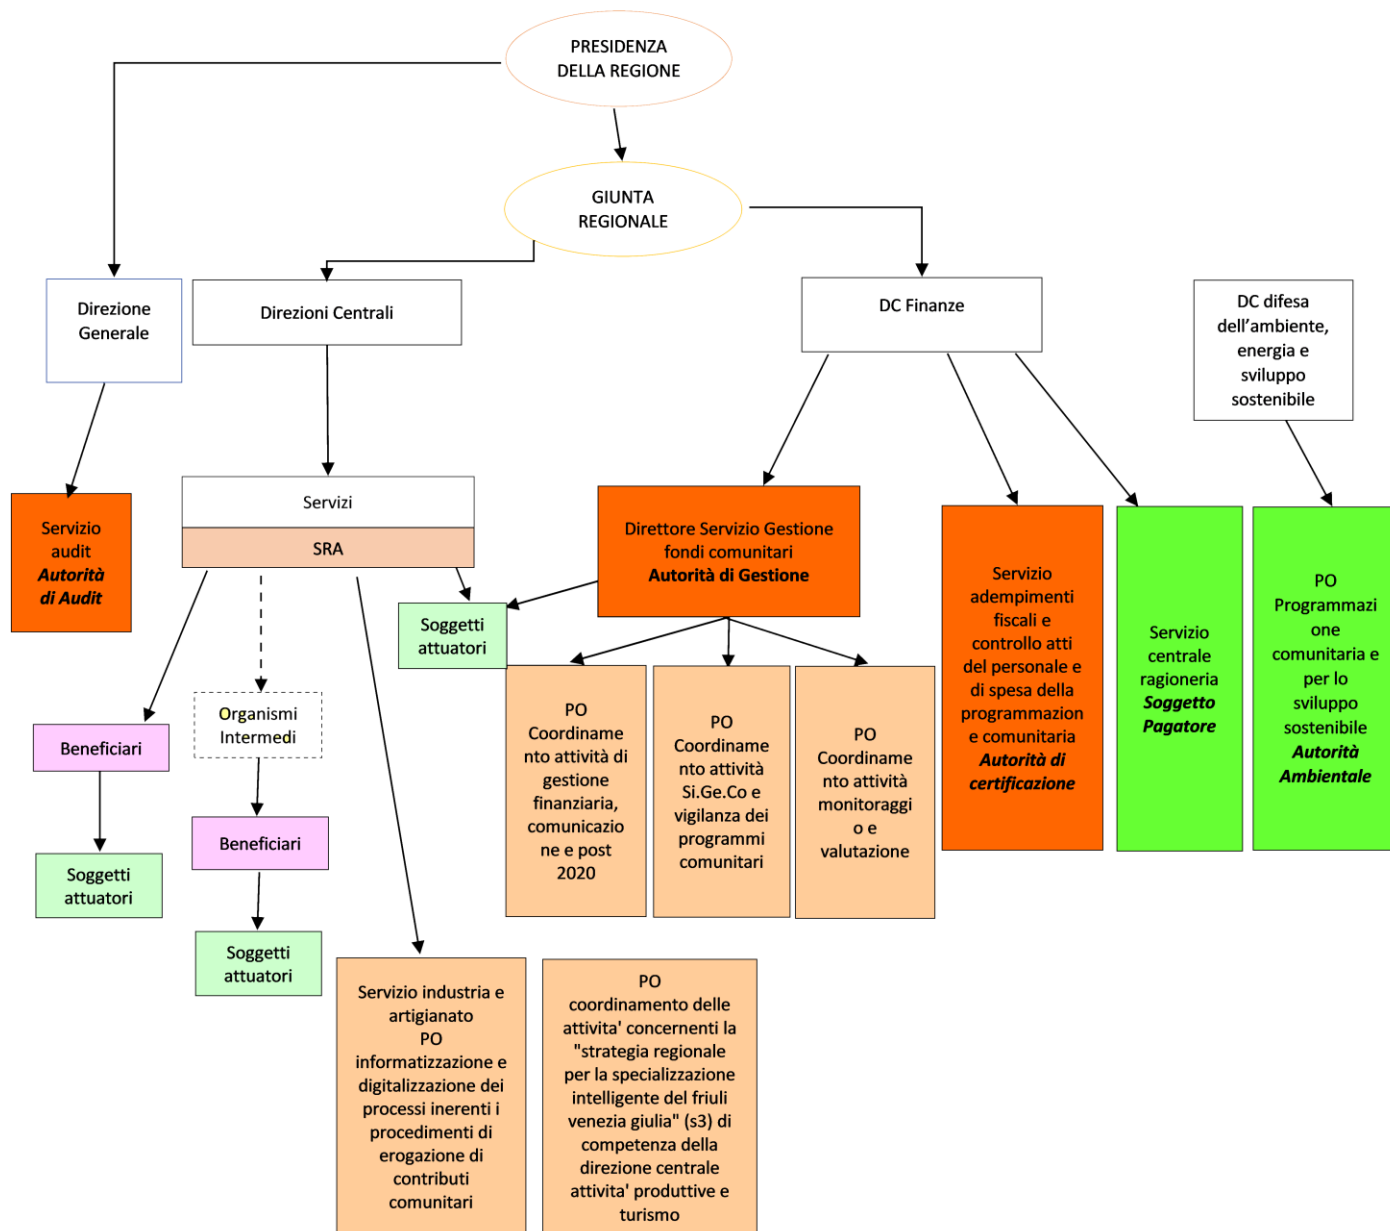 PRESIDENZA
DELLA REGIONE
GIUNTA
REGIONALE
Direzione
Generale
Direzioni Centrali
DC Finanze
DC difesa
dell'ambiente,
energia e
sviluppo
sostenibile
Servizio
audit
Autorità
di Audit
Servizi
SRA
Direttore Servizio Gestione
fondi comunitari
Autorità di Gestione
Servizio
adempimenti
fiscali e
controllo atti
del personale e
di spesa della
programmazion
e comunitaria
Autorità di
certificazione
Servizio
centrale
ragioneria
Soggetto
Pagatore
PO
Programmazi
one
comunitaria e
per lo
sviluppo
sostenibile
Autorità
Ambientale
Soggetti
attuatori
Beneficiari
Organismi
Intermedi
PO
Coordiname
nto attività di
gestione
finanziaria,
comunicazio
ne e post
2020
PO
Coordiname
nto attività
Si.Ge.Co e
vigilanza dei
programmi
comunitari
PO
Coordiname
nto attività
monitoraggi
o e
valutazione
Beneficiari
Soggetti
attuatori
Soggetti
attuatori
Servizio industria e
artigianato
PO
informatizzazione e
digitalizzazione dei
processi inerenti i
procedimenti di
erogazione di
contributi
comunitari
PO
coordinamento delle
attivita' concernenti la
"strategia regionale
per la specializzazione
intelligente del friuli
venezia giulia" (s3) di
competenza della
direzione centrale
attivita' produttive e
turismo